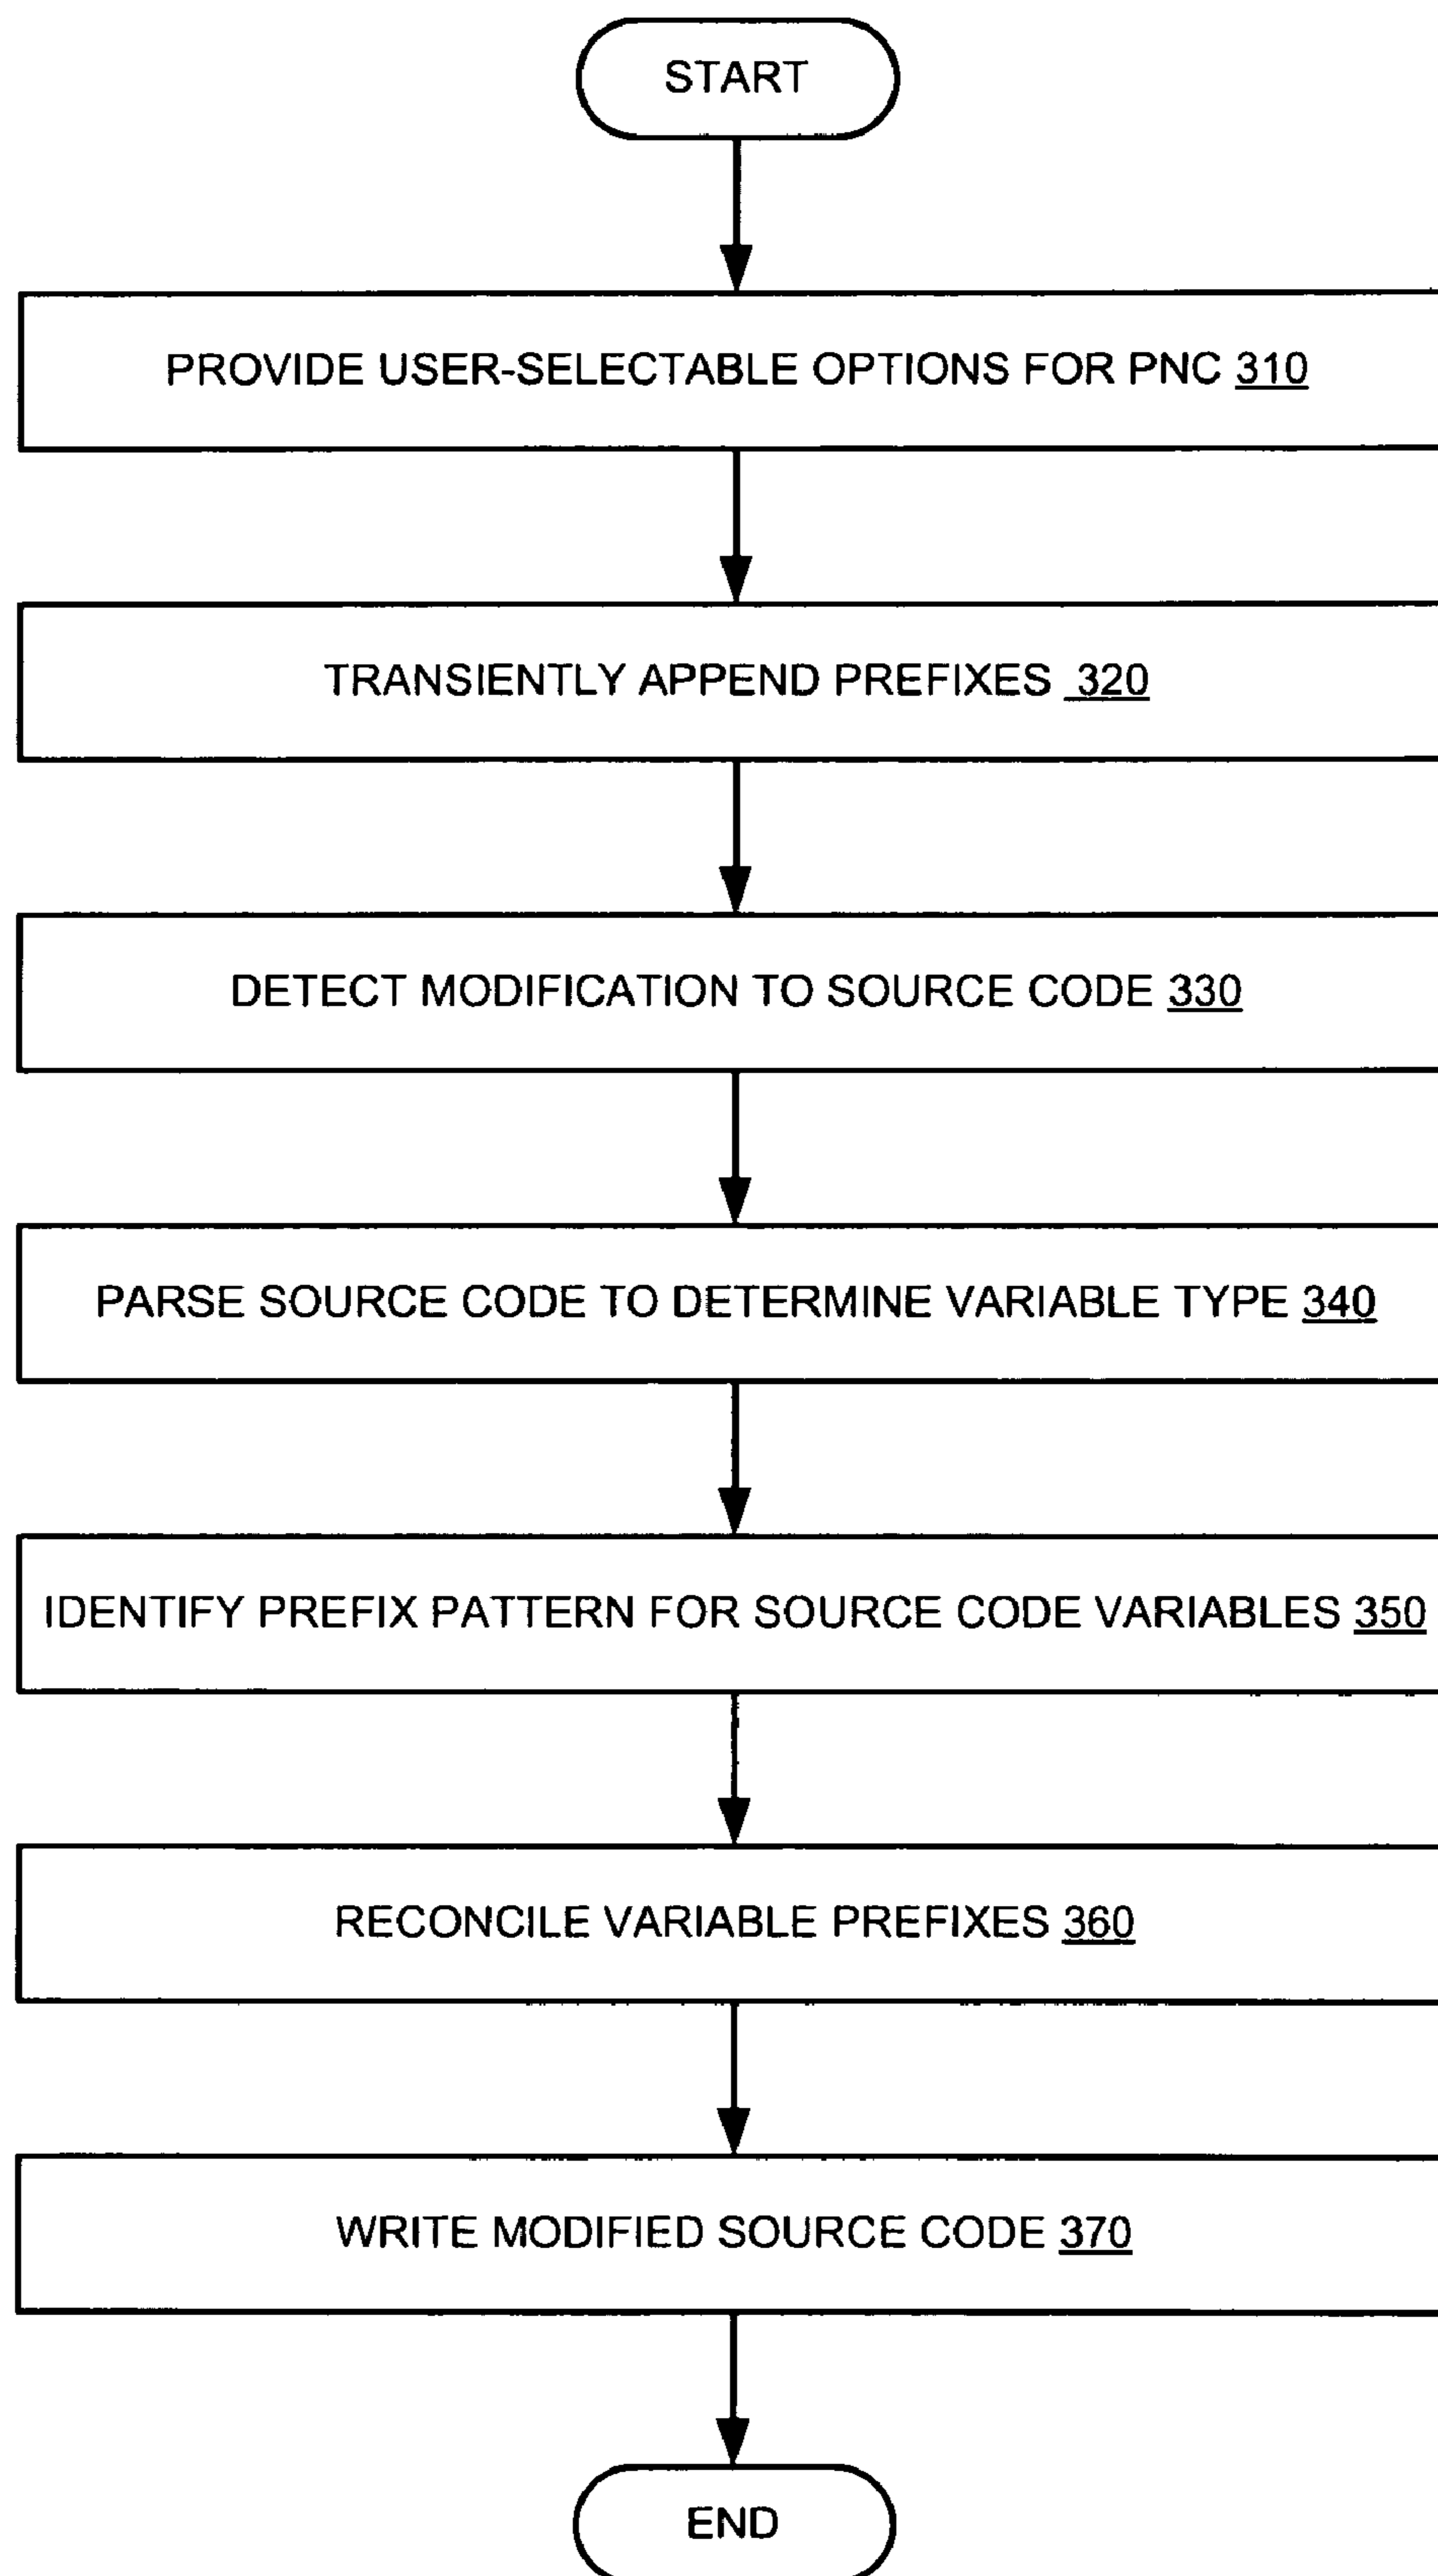 START
PROVIDE USER-SELECTABLE OPTIONS FOR PNC 310
TRANSIENTLY APPEND PREFIXES 320
DETECT MODIFICATION TO SOURCE CODE 330
PARSE SOURCE CODE TO DETERMINE VARIABLE TYPE 340
IDENTIFY PREFIX PATTERN FOR SOURCE CODE VARIABLES 350
RECONCILE VARIABLE PREFIXES 360
WRITE MODIFIED SOURCE CODE 370
END